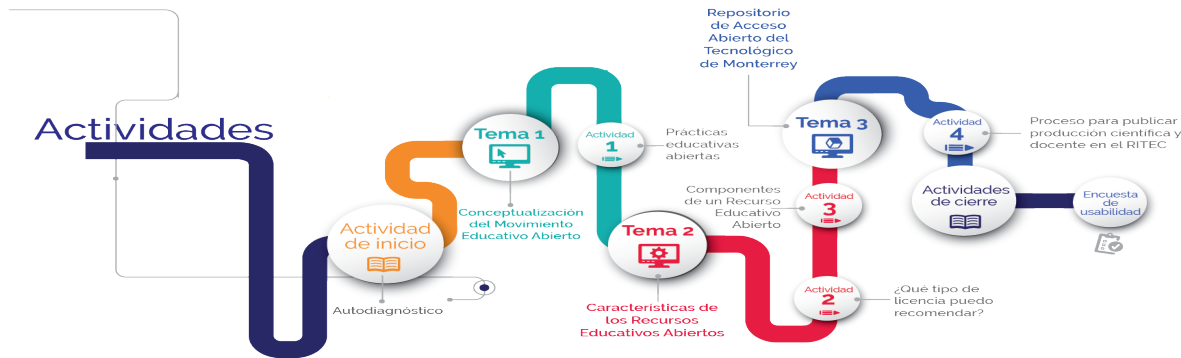 Actividades
Actividad
de inicio
Autodiagnóstico
Tema 1
Conceptualización
del Movimiento
Educativo Abierto
Actividad
1
Prácticas
educativas
abiertas
Tema 2
Características de
los Recursos
Educativos Abiertos
Actividad
2
¿Qué tipo de
licencia puedo
recomendar?
Actividad
3
Componentes
de un Recurso
Educativo
Abierto
Tema 3
Repositorio
de Acceso
Abierto del
Tecnológico
de Monterrey
Actividad
4
Proceso para publicar
producción científica y
docente en el RITEC
Actividades
de cierre
Encuesta
de
usabilidad